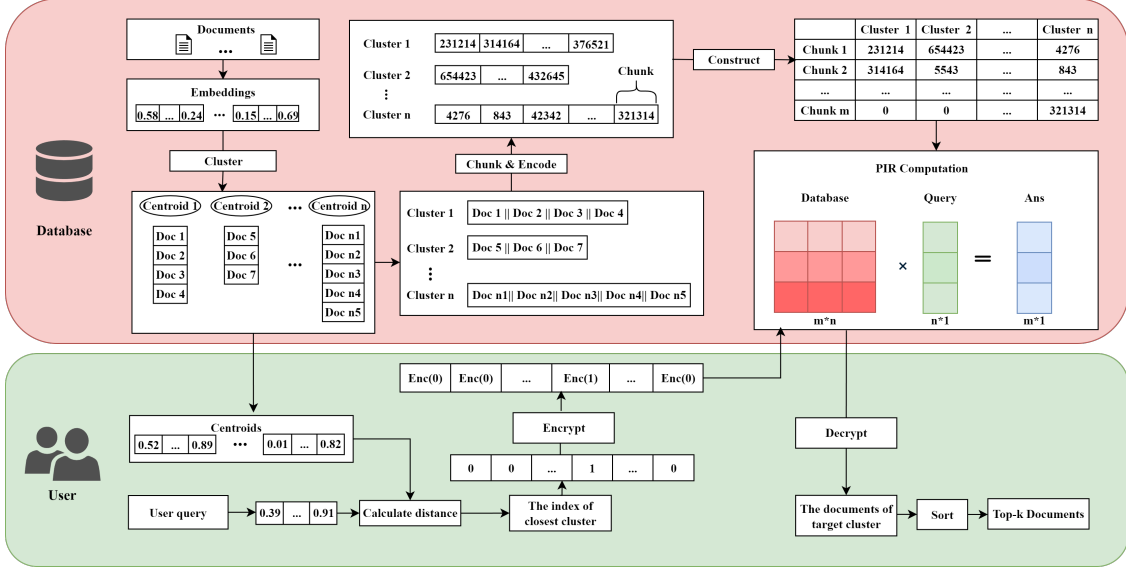 Documents
...
Embeddings
0.58 ... 0.24 ... 0.15 ... 0.69
Cluster
Centroid 1 Centroid 2 ... Centroid n
Doc 1 Doc 5 Doc n1
Doc 2 Doc 6 Doc n2
Doc 3 Doc 7 ... Doc n3
Doc 4 Doc n4
Doc n5
Database
Cluster 1 231214 314164 ... 376521
Cluster 2 654423 ... 432645
Chunk
Cluster n 4276 843 42342 ... 321314
Chunk & Encode
Cluster 1 Doc 1 || Doc 2 || Doc 3 || Doc 4
Cluster 2 Doc 5 || Doc 6 || Doc 7
Cluster n Doc n1|| Doc n2|| Doc n3|| Doc n4|| Doc n5
Construct
Cluster 1 Cluster 2 ... Cluster n
Chunk 1 231214 654423 ... 4276
Chunk 2 314164 5543 ... 843
... ... ... ...
Chunk m 0 0 ... 321314
PIR Computation
Database Query Ans
× =
m*n n*1 m*1
Enc(0) Enc(0) ... Enc(1) ... Enc(0)
Encrypt
0 0 ... 1 ... 0
Centroids
0.52 ... 0.89 ... 0.01 ... 0.82
User
User query
0.39 ... 0.91
Calculate distance
The index of
closest cluster
Decrypt
The documents of
target cluster
Sort
Top-k Documents